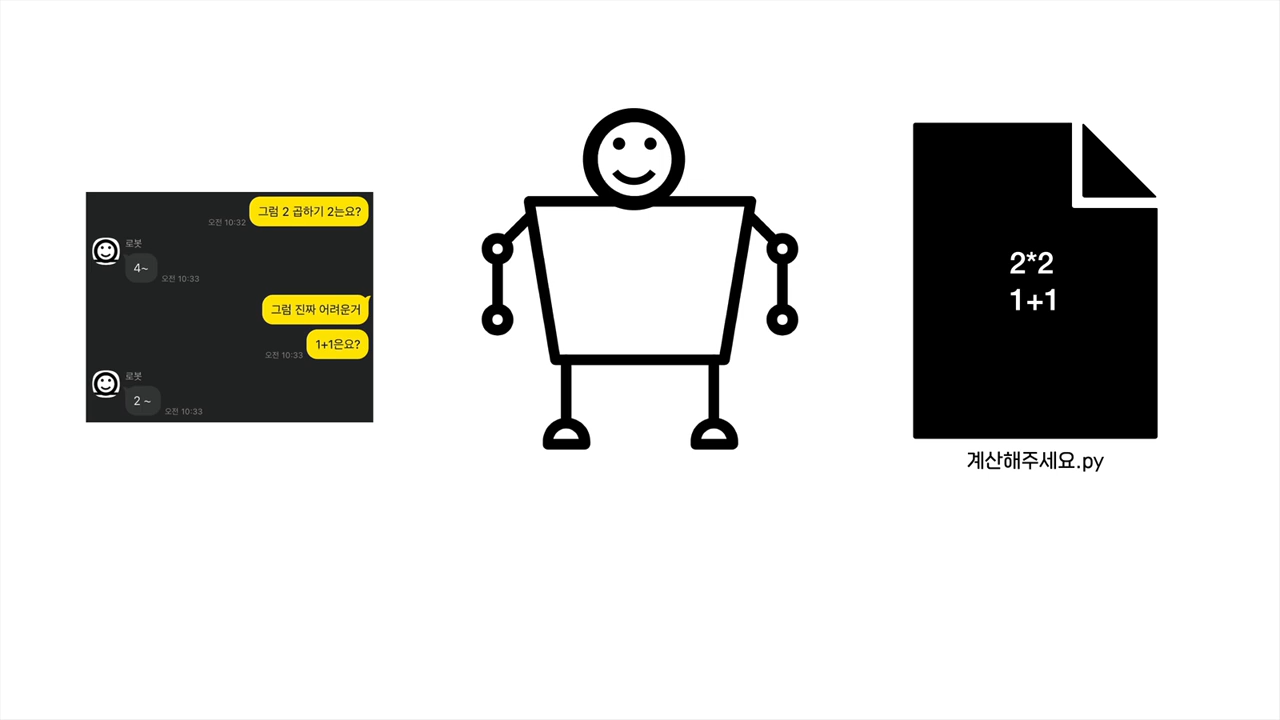 그럼 2 곱하기 2는요?
오전 10:32
로봇
4~
오전 10:33
그럼 진짜 어려운거
1+1은요?
오전 10:33
로봇
2 ~
오전 10:33
2*2
1+1
계산해주세요.py